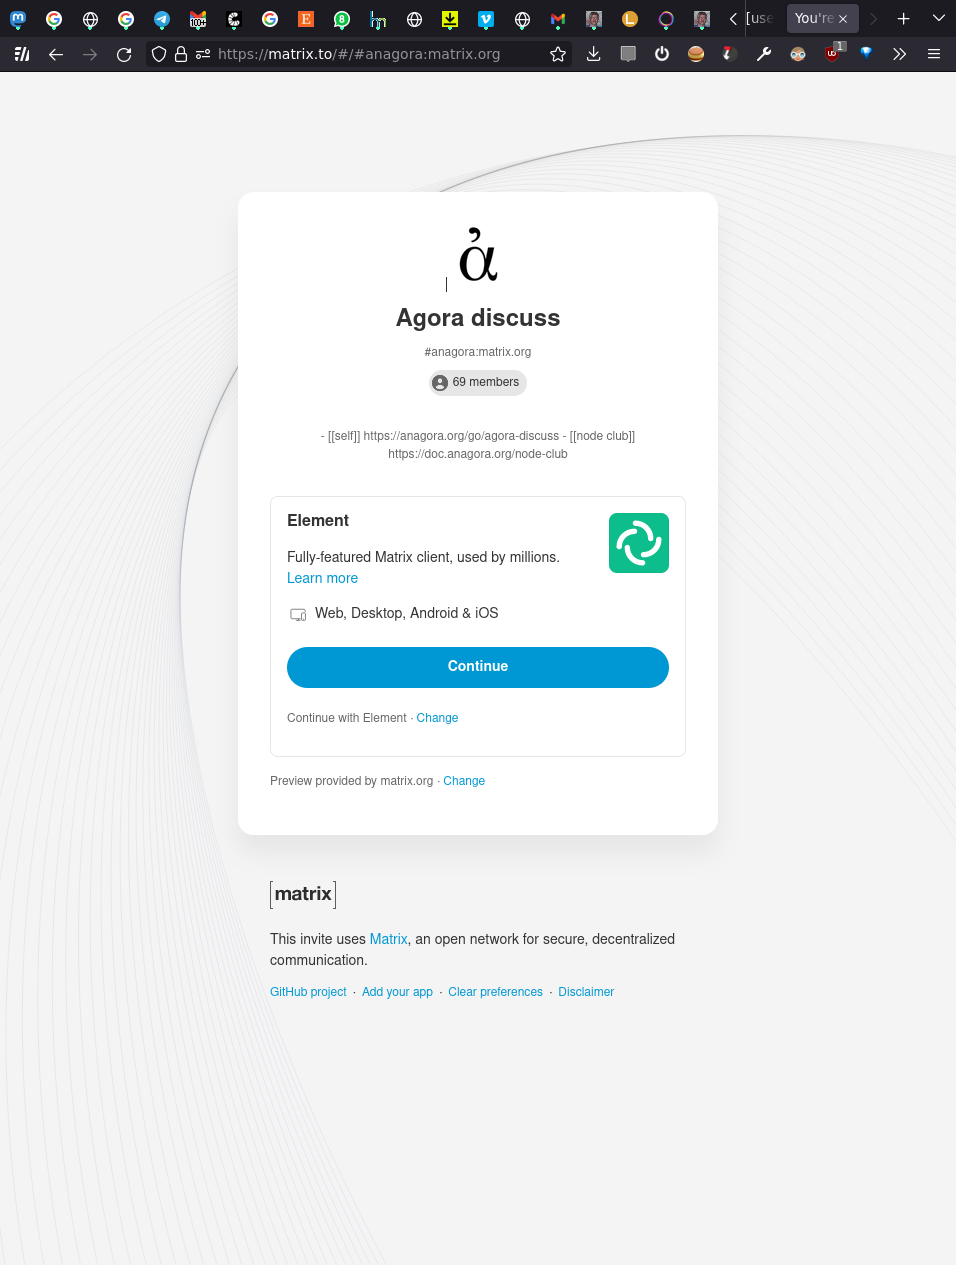 100+
8
L
[use
You're
https://matrix.to/#/#anagora:matrix.org
1
ἀ
Agora discuss
#anagora:matrix.org
69 members
- [[self]] https://anagora.org/go/agora-discuss - [[node club]]
https://doc.anagora.org/node-club
Element
Fully-featured Matrix client, used by millions.
Learn more
Web, Desktop, Android & iOS
Continue
Continue with Element · Change
Preview provided by matrix.org · Change
[matrix]
This invite uses Matrix, an open network for secure, decentralized
communication.
GitHub project · Add your app · Clear preferences · Disclaimer